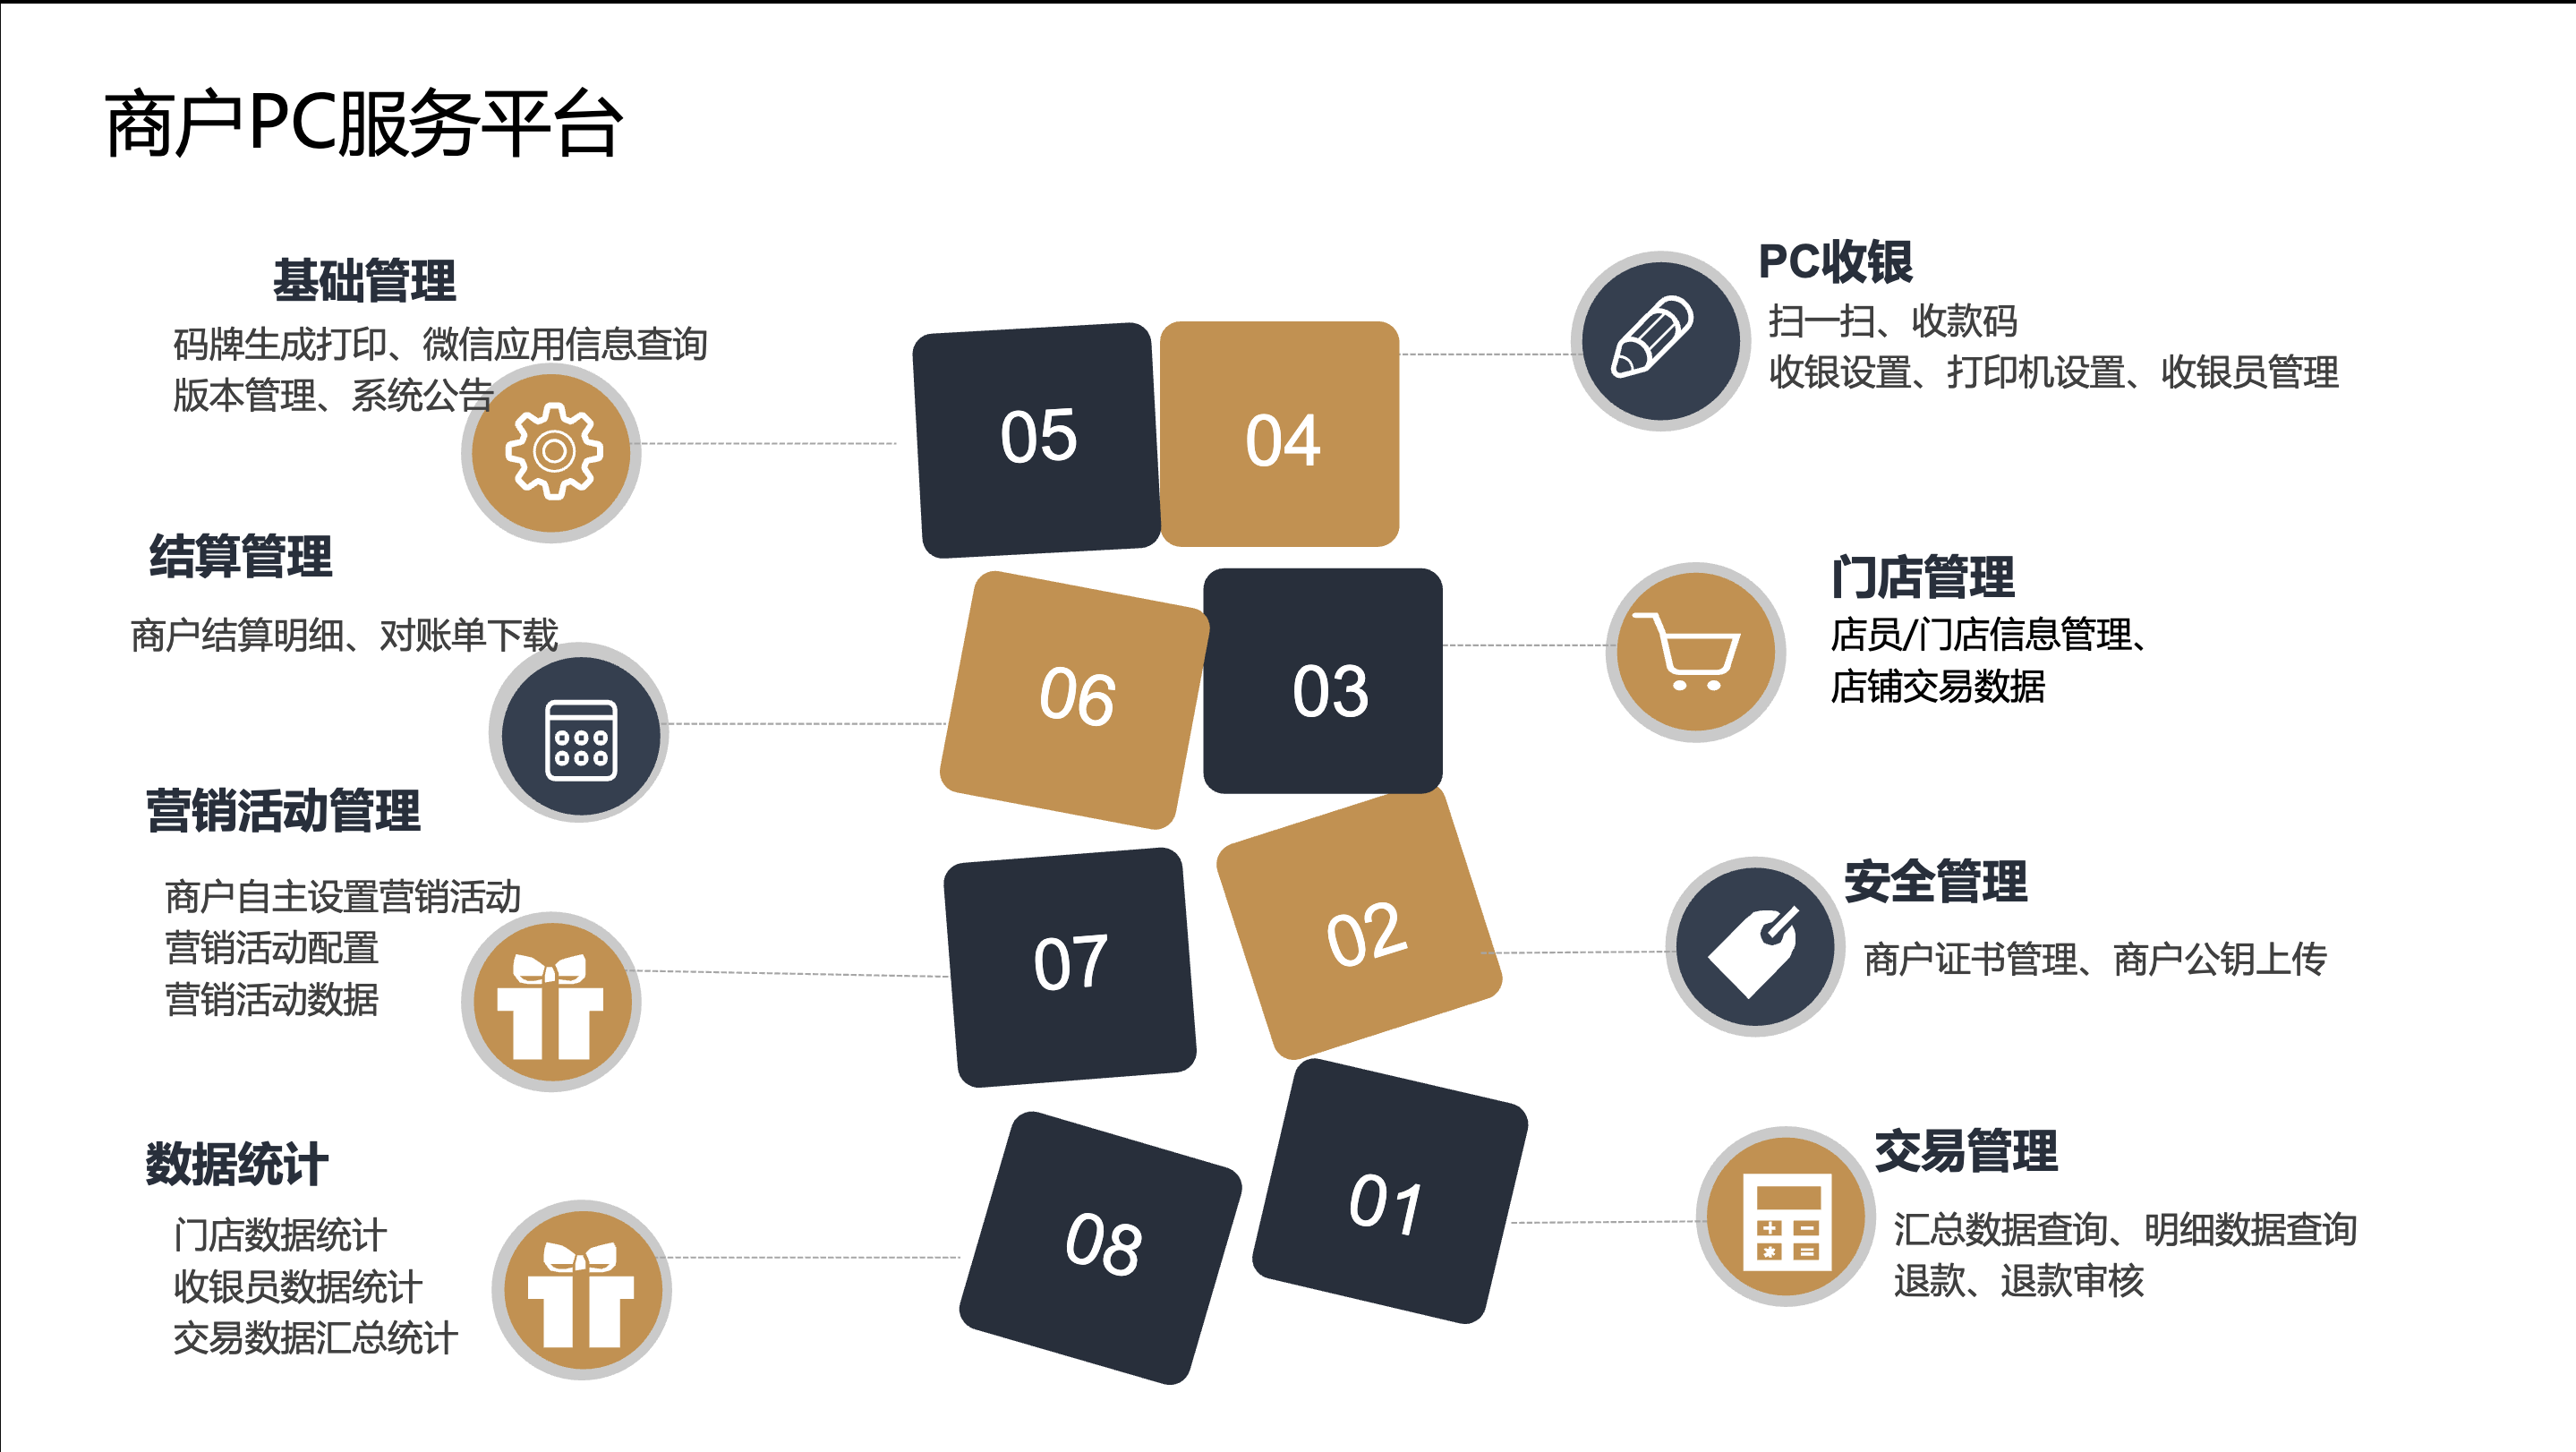 商户PC服务平台
基础管理
码牌生成打印、微信应用信息查询
版本管理、系统公告
结算管理
商户结算明细、对账单下载
营销活动管理
商户自主设置营销活动
营销活动配置
营销活动数据
数据统计
门店数据统计
收银员数据统计
交易数据汇总统计
05
04
06
03
07
02
08
01
PC收银
扫一扫、收款码
收银设置、打印机设置、收银员管理
门店管理
店员/门店信息管理、
店铺交易数据
安全管理
商户证书管理、商户公钥上传
交易管理
汇总数据查询、明细数据查询
退款、退款审核